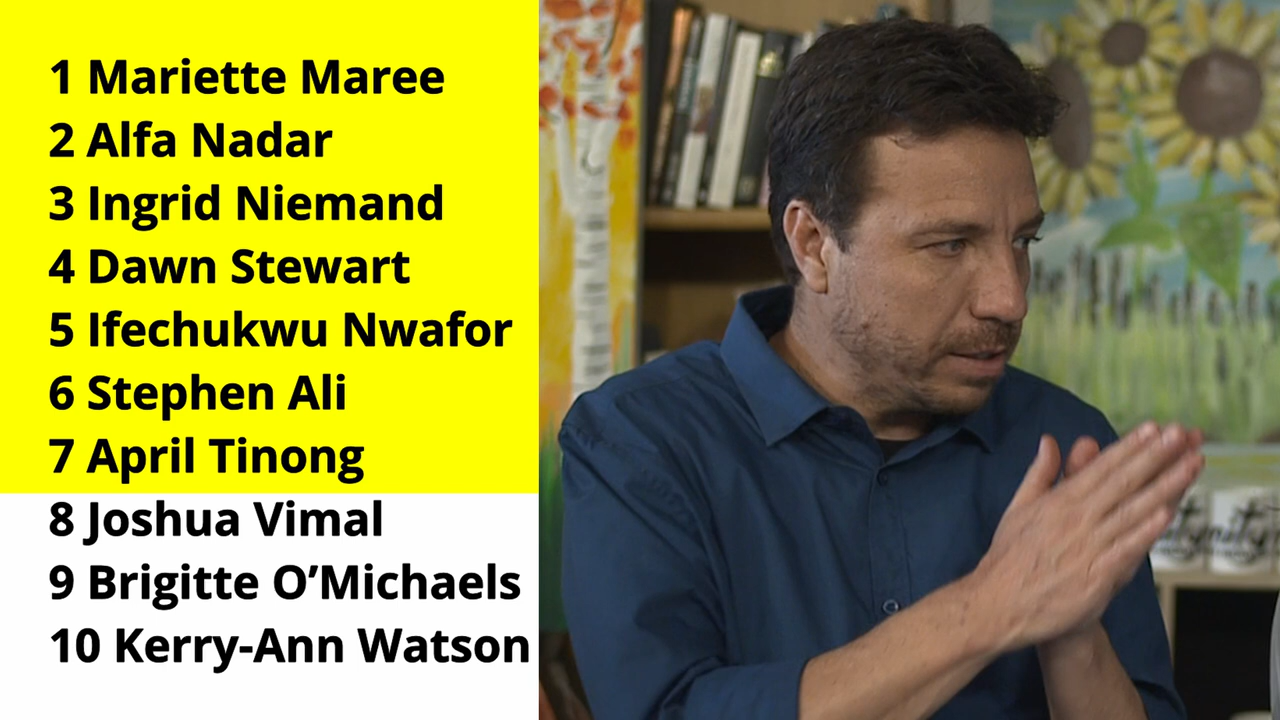 1 Mariette Maree
2 Alfa Nadar
3 Ingrid Niemand
4 Dawn Stewart
5 Ifechukwu Nwafor
6 Stephen Ali
7 April Tinong
8 Joshua Vimal
9 Brigitte O’Michaels
10 Kerry-Ann Watson